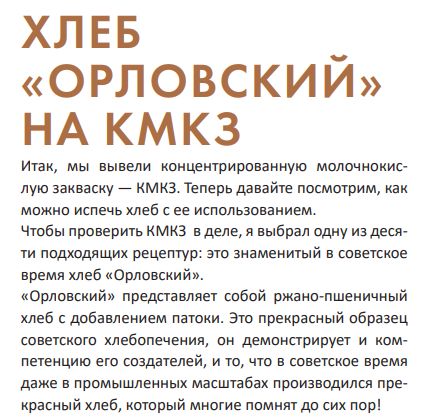 ХЛЕБ
«ОРЛОВСКИЙ»
НА КМКЗ
Итак, мы вывели концентрированную молочнокис-
лую закваску — КМКЗ. Теперь давайте посмотрим, как
можно испечь хлеб с ее использованием.
Чтобы проверить КМКЗ в деле, я выбрал одну из деся-
ти подходящих рецептур: это знаменитый в советское
время хлеб «Орловский».
«Орловский» представляет собой ржано-пшеничный
хлеб с добавлением патоки. Это прекрасный образец
советского хлебопечения, он демонстрирует и ком-
петенцию его создателей, и то, что в советское время
даже в промышленных масштабах производился пре-
красный хлеб, который многие помнят до сих пор!